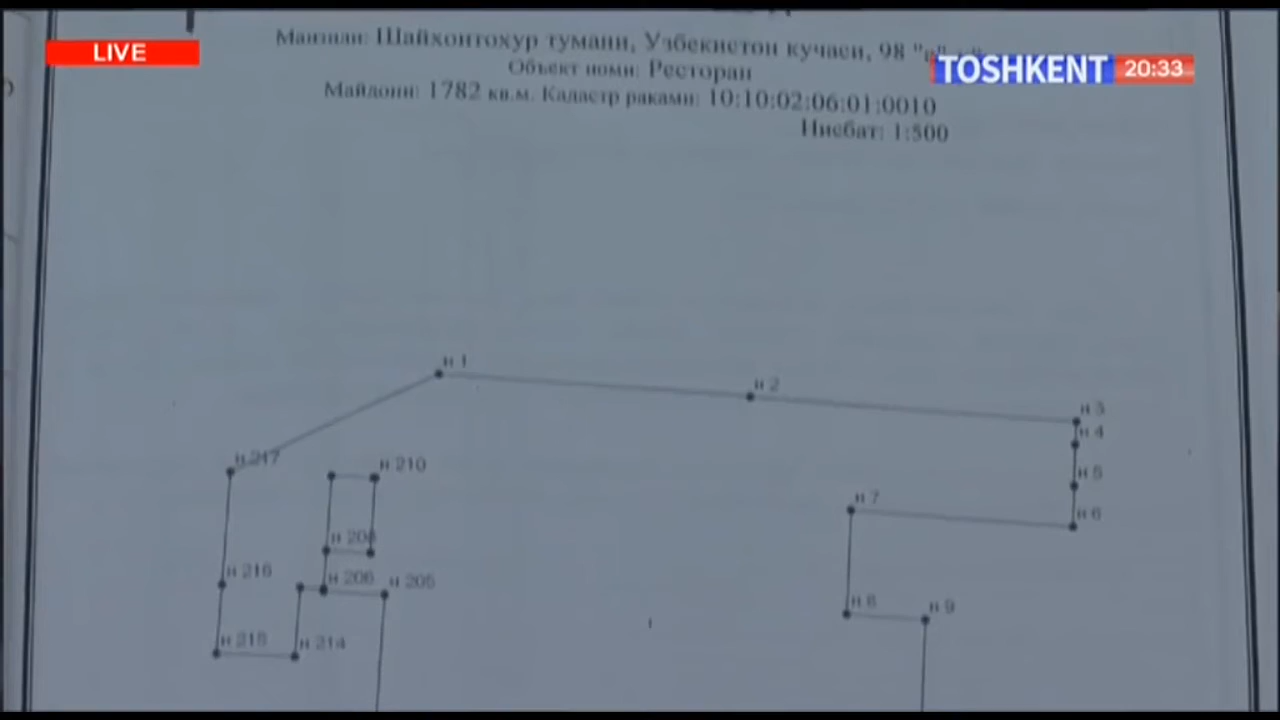 LIVE
Манзили: Шайхонтохур тумани, Узбекистон кучаси, 98
TOSHKENT 20:33
Объект номи: Ресторан
Майдони: 1782 кв.м. Кадастр раками: 10:10:02:06:01:0010
Нисбат: 1:500
н 1
н 2
н 3
н 4
н 217
н 210
н 5
н 7
н 6
н 216
н 206
н 205
н 8
н 9
н 215
н 214